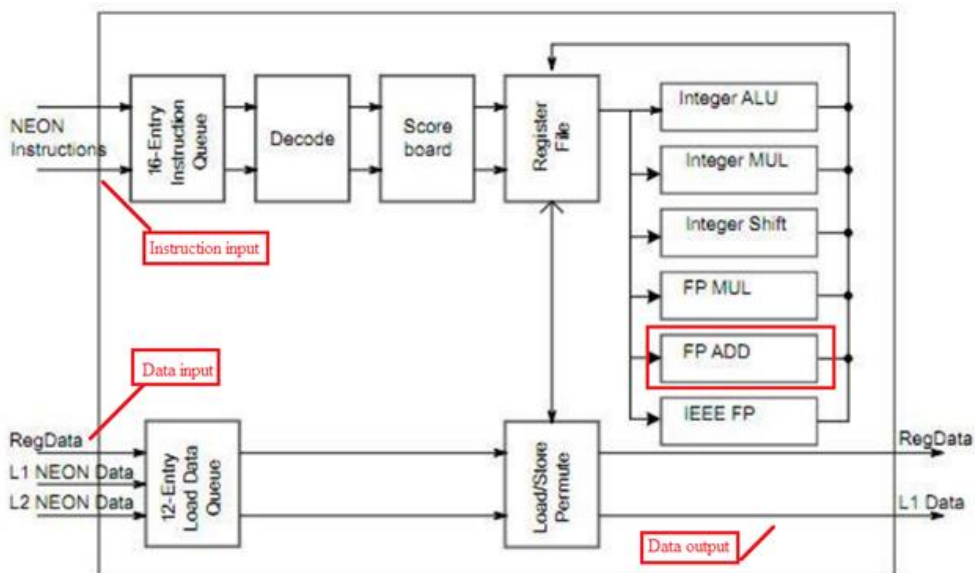 NEON
Instructions
16-Entry
Instruction
Queue
Decode
Score
board
Register
File
Integer ALU
Integer MUL
Integer Shift
FP MUL
FP ADD
IEEE FP
Instruction input
Data input
RegData
L1 NEON Data
L2 NEON Data
12-Entry
Load Data
Queue
Load/Store
Permute
RegData
L1 Data
Data output